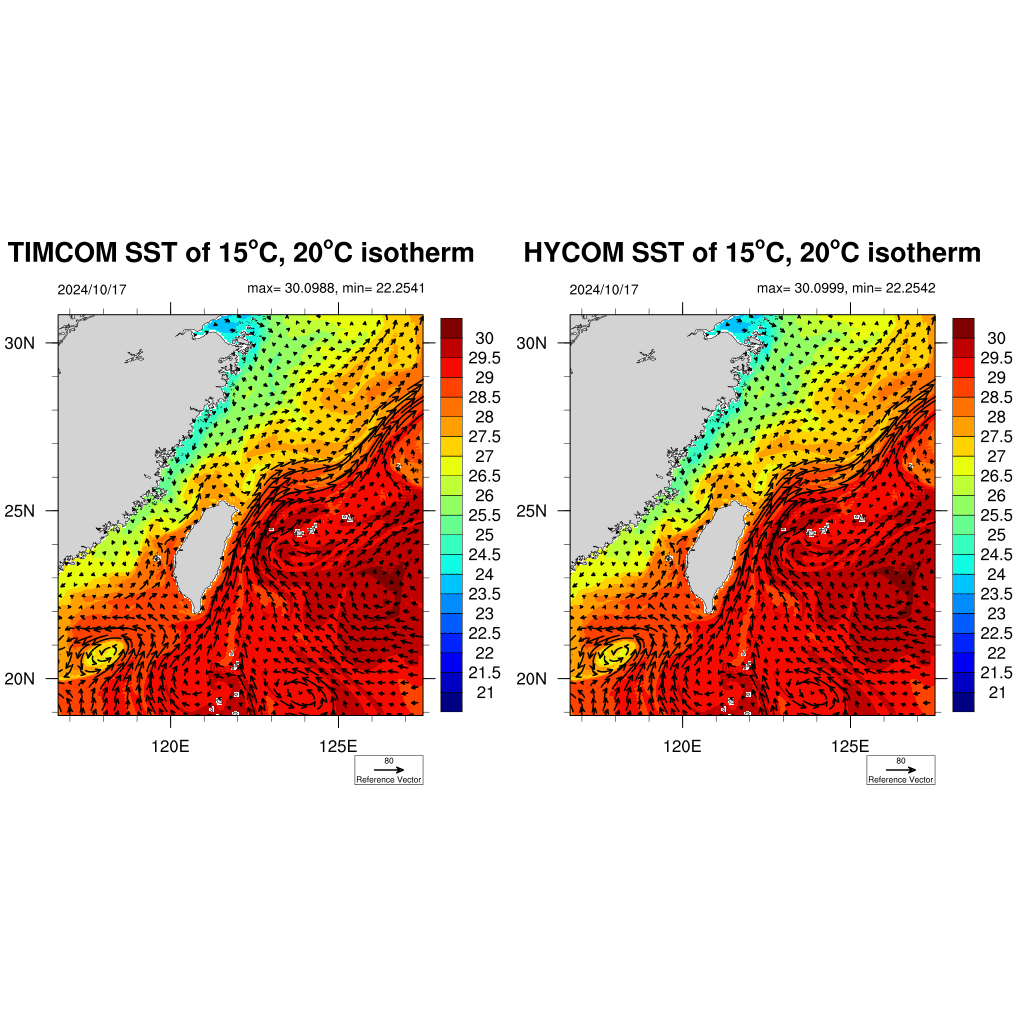 TIMCOM SST of 15°C, 20°C isotherm
2024/10/17
max= 30.0988, min= 22.2541
30N
25N
20N
120E
125E
30
29.5
29
28.5
28
27.5
27
26.5
26
25.5
25
24.5
24
23.5
23
22.5
22
21.5
21
80
Reference Vector
HYCOM SST of 15°C, 20°C isotherm
2024/10/17
max= 30.0999, min= 22.2542
30N
25N
20N
120E
125E
30
29.5
29
28.5
28
27.5
27
26.5
26
25.5
25
24.5
24
23.5
23
22.5
22
21.5
21
80
Reference Vector